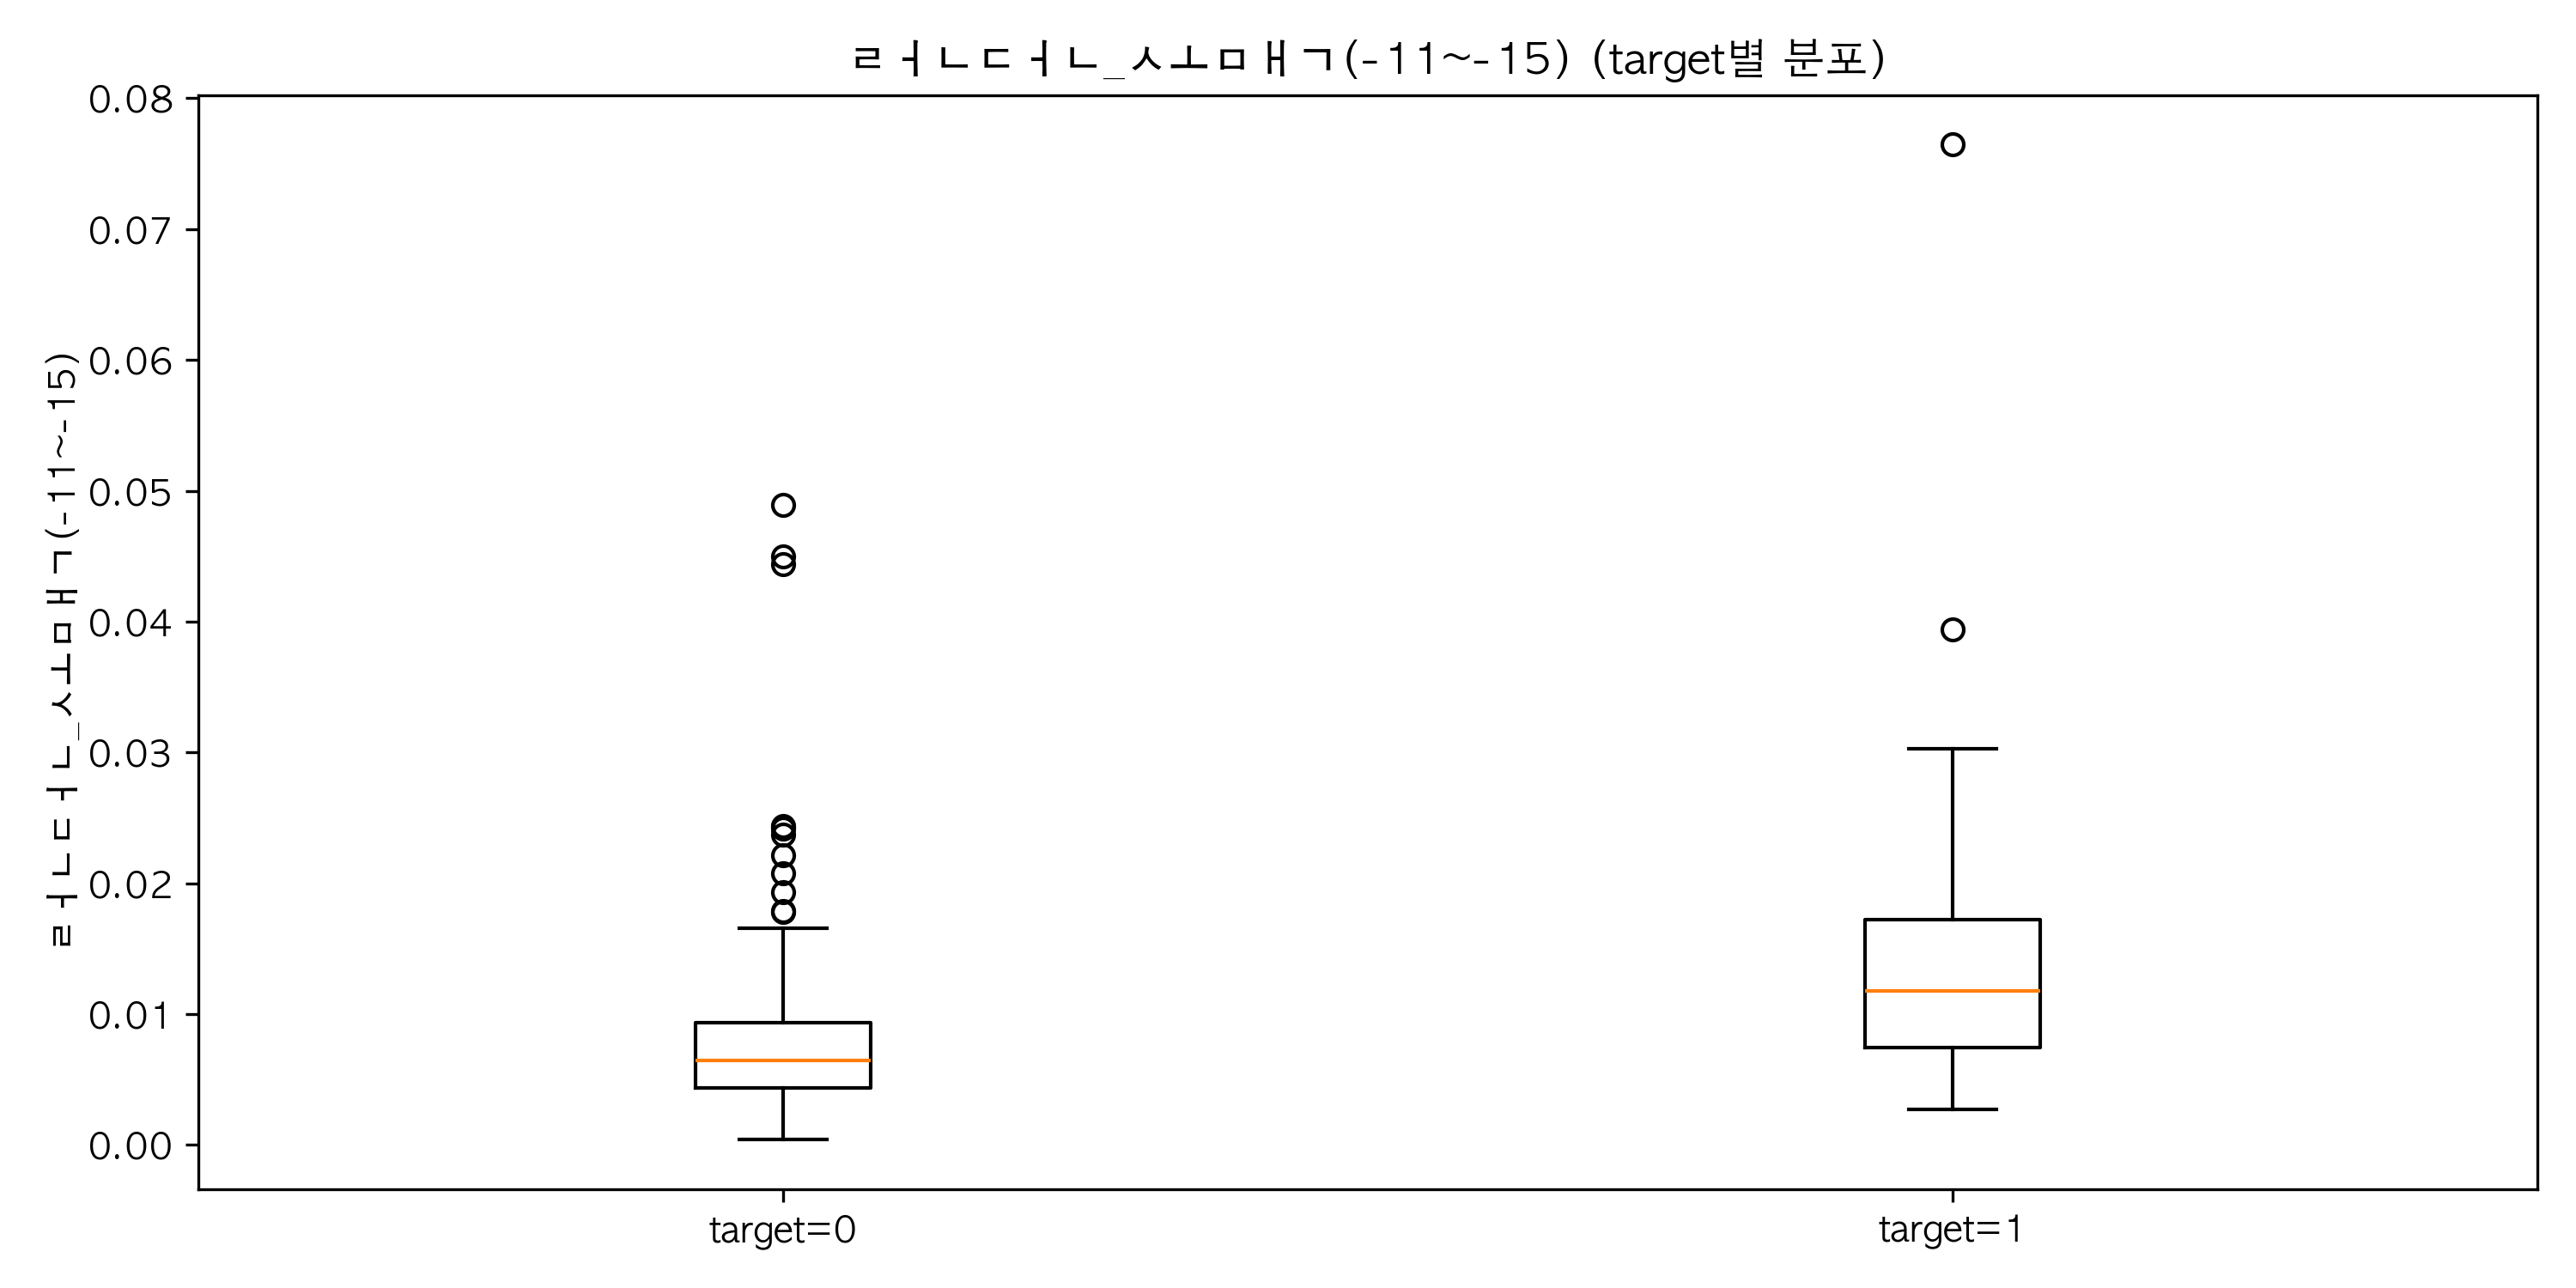 ㄹㅓㄴㄷㅓㄴ_ㅅㅗㅁㅐㄱ(-11~-15) (target별 분포)
ㄹㅓㄴㄷㅓㄴ_ㅅㅗㅁㅐㄱ(-11~-15)
0.08
0.07
0.06
0.05
0.04
0.03
0.02
0.01
0.00
target=0
target=1